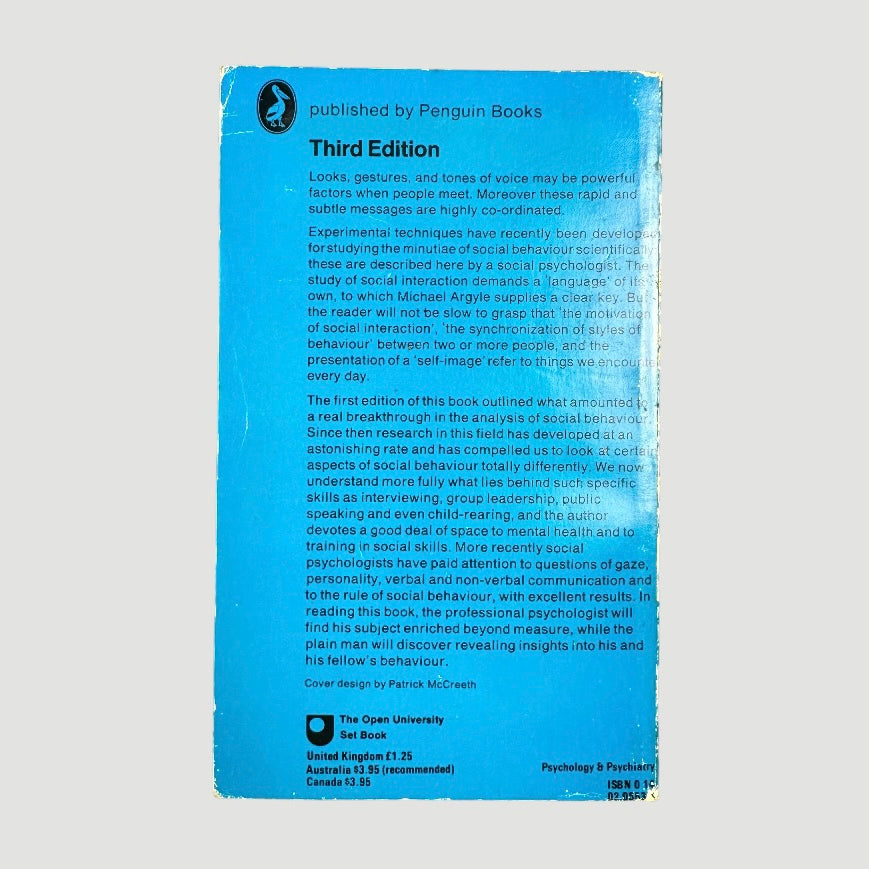 published by Penguin Books
Third Edition
Looks, gestures, and tones of voice may be powerful
factors when people meet. Moreover these rapid and
subtle messages are highly co-ordinated.
Experimental techniques have recently been developed
for studying the minutiae of social behaviour scientifically
these are described here by a social psychologist. The
study of social interaction demands a 'language' of its
own, to which Michael Argyle supplies a clear key. But
the reader will not be slow to grasp that 'the motivation
of social interaction', 'the synchronization of styles of
behaviour' between two or more people, and the
presentation of a 'self-image' refer to things we encounter
every day.
The first edition of this book outlined what amounted to
a real breakthrough in the analysis of social behaviour.
Since then research in this field has developed at an
astonishing rate and has compelled us to look at certain
aspects of social behaviour totally differently. We now
understand more fully what lies behind such specific
skills as interviewing, group leadership, public
speaking and even child-rearing, and the author
devotes a good deal of space to mental health and to
training in social skills. More recently social
psychologists have paid attention to questions of gaze,
personality, verbal and non-verbal communication and
to the rule of social behaviour, with excellent results. In
reading this book, the professional psychologist will
find his subject enriched beyond measure, while the
plain man will discover revealing insights into his and
his fellow's behaviour.
Cover design by Patrick McCreeth
The Open University
Set Book
United Kingdom £1.25
Australia $3.95 (recommended)
Canada $3.95
Psychology & Psychiatry
ISBN 0 1